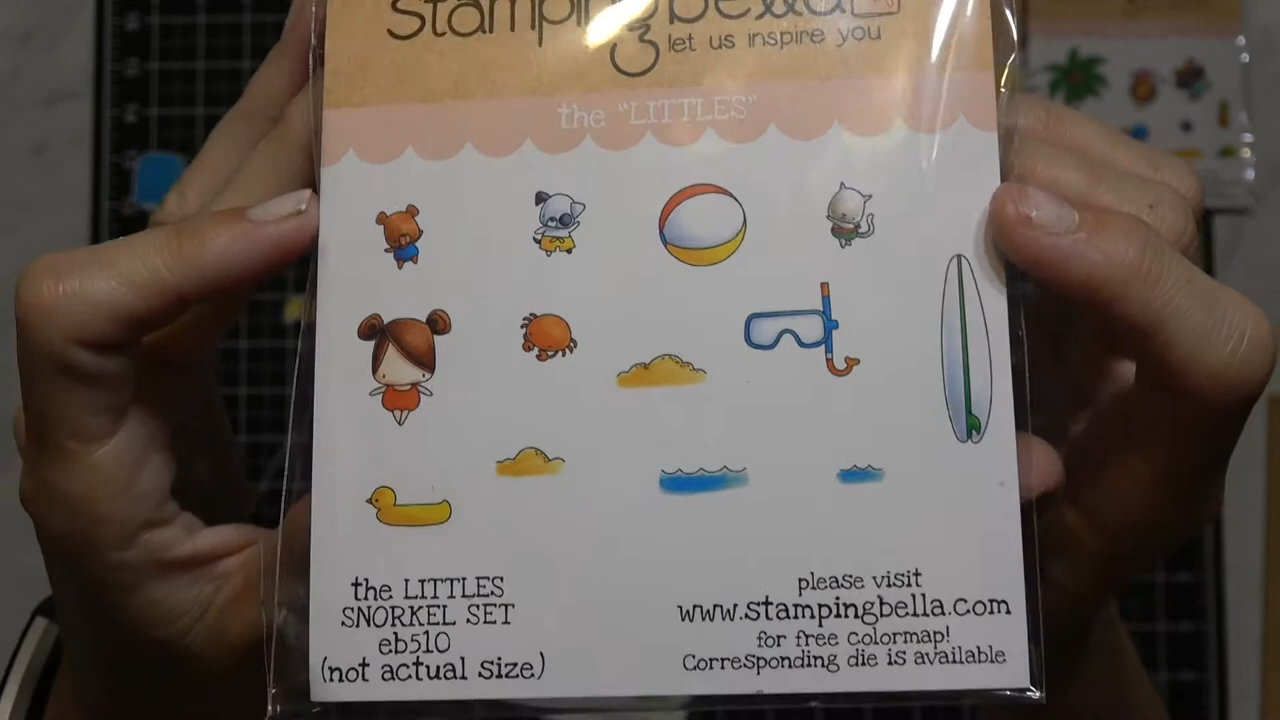 stampingbella
let us inspire you
the "LITTLES"
the LITTLES
SNORKEL SET
eb510
(not actual size)
please visit
www.stampingbella.com
for free colormap!
Corresponding die is available